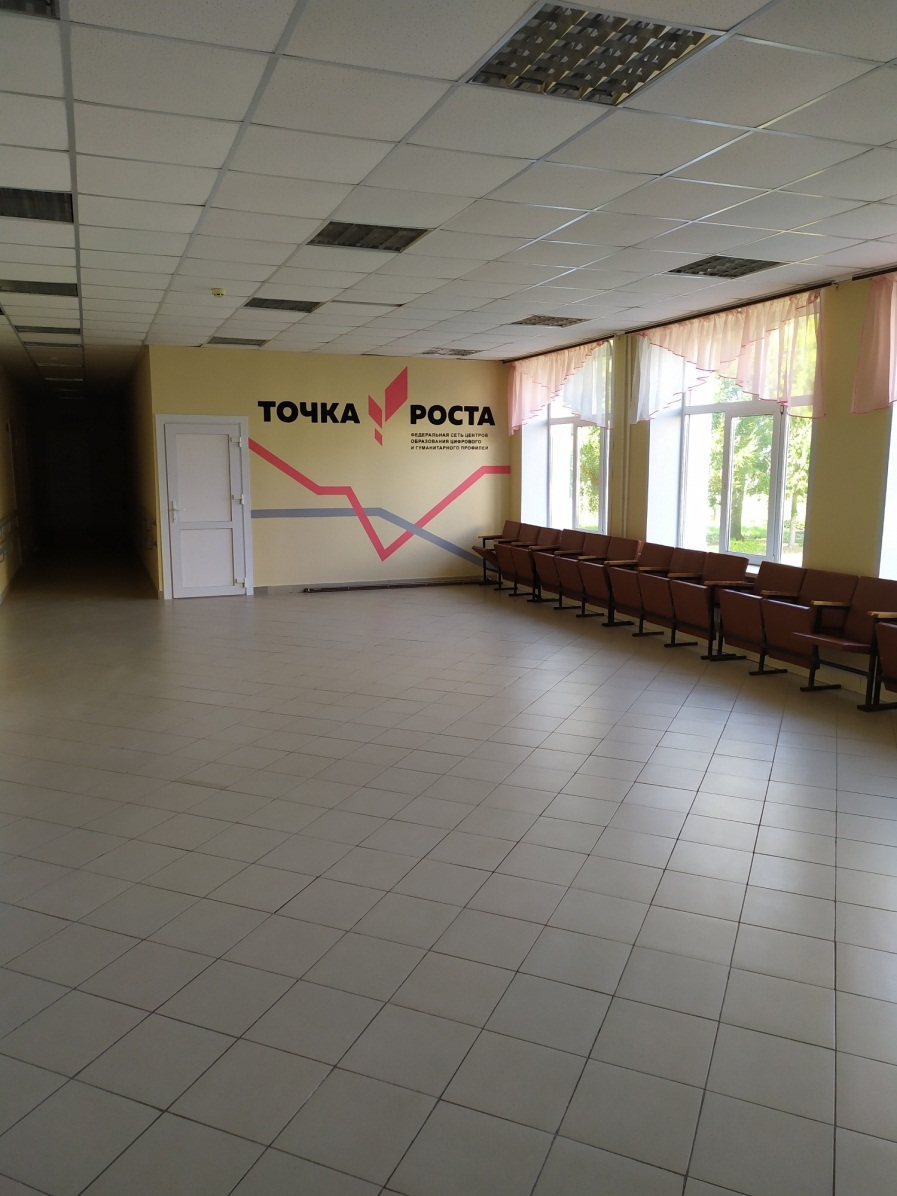 ТОЧКА РОСТА
ФЕДЕРАЛЬНАЯ СЕТЬ ЦЕНТРОВ
ОБРАЗОВАНИЯ ЦИФРОВОГО
И ГУМАНИТАРНОГО ПРОФИЛЕЙ